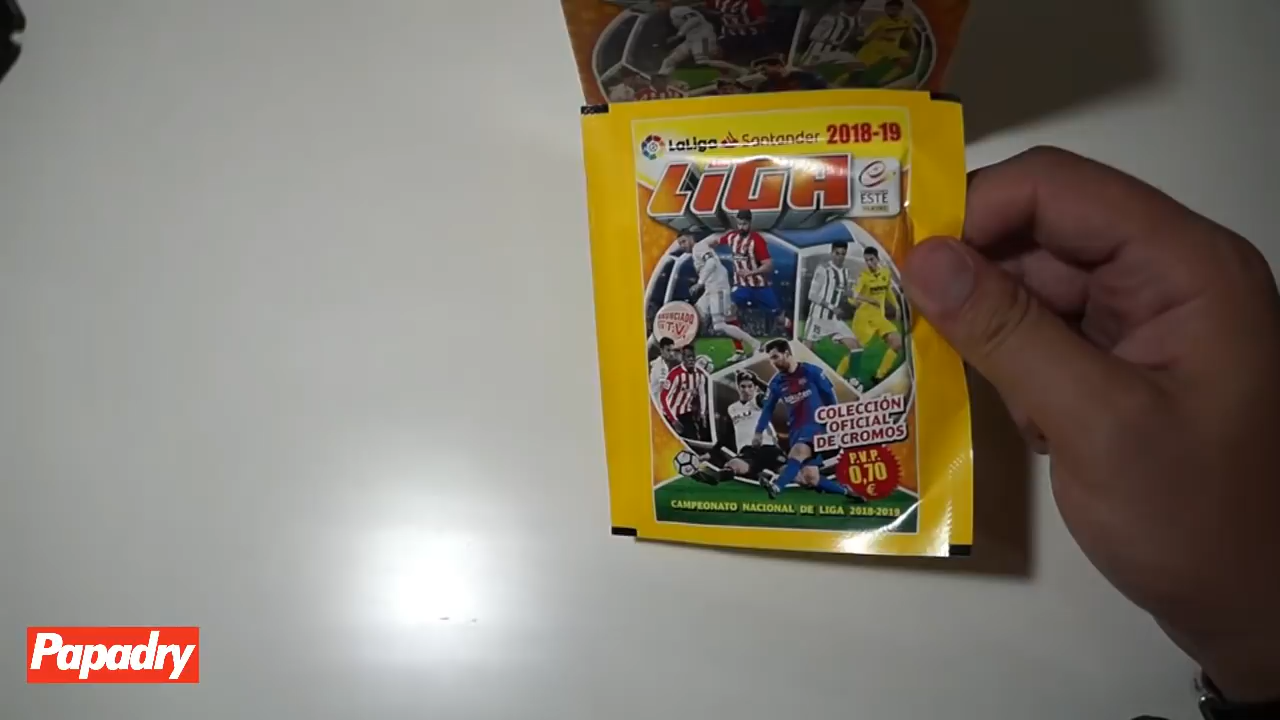 LaLiga Santander 2018-19
LiGA
ESTE
ANUNCIADO
EN T.V.
COLECCIÓN
OFICIAL
DE CROMOS
P.V.P.
0,70
€
CAMPEONATO NACIONAL DE LIGA 2018-2019
Papadry